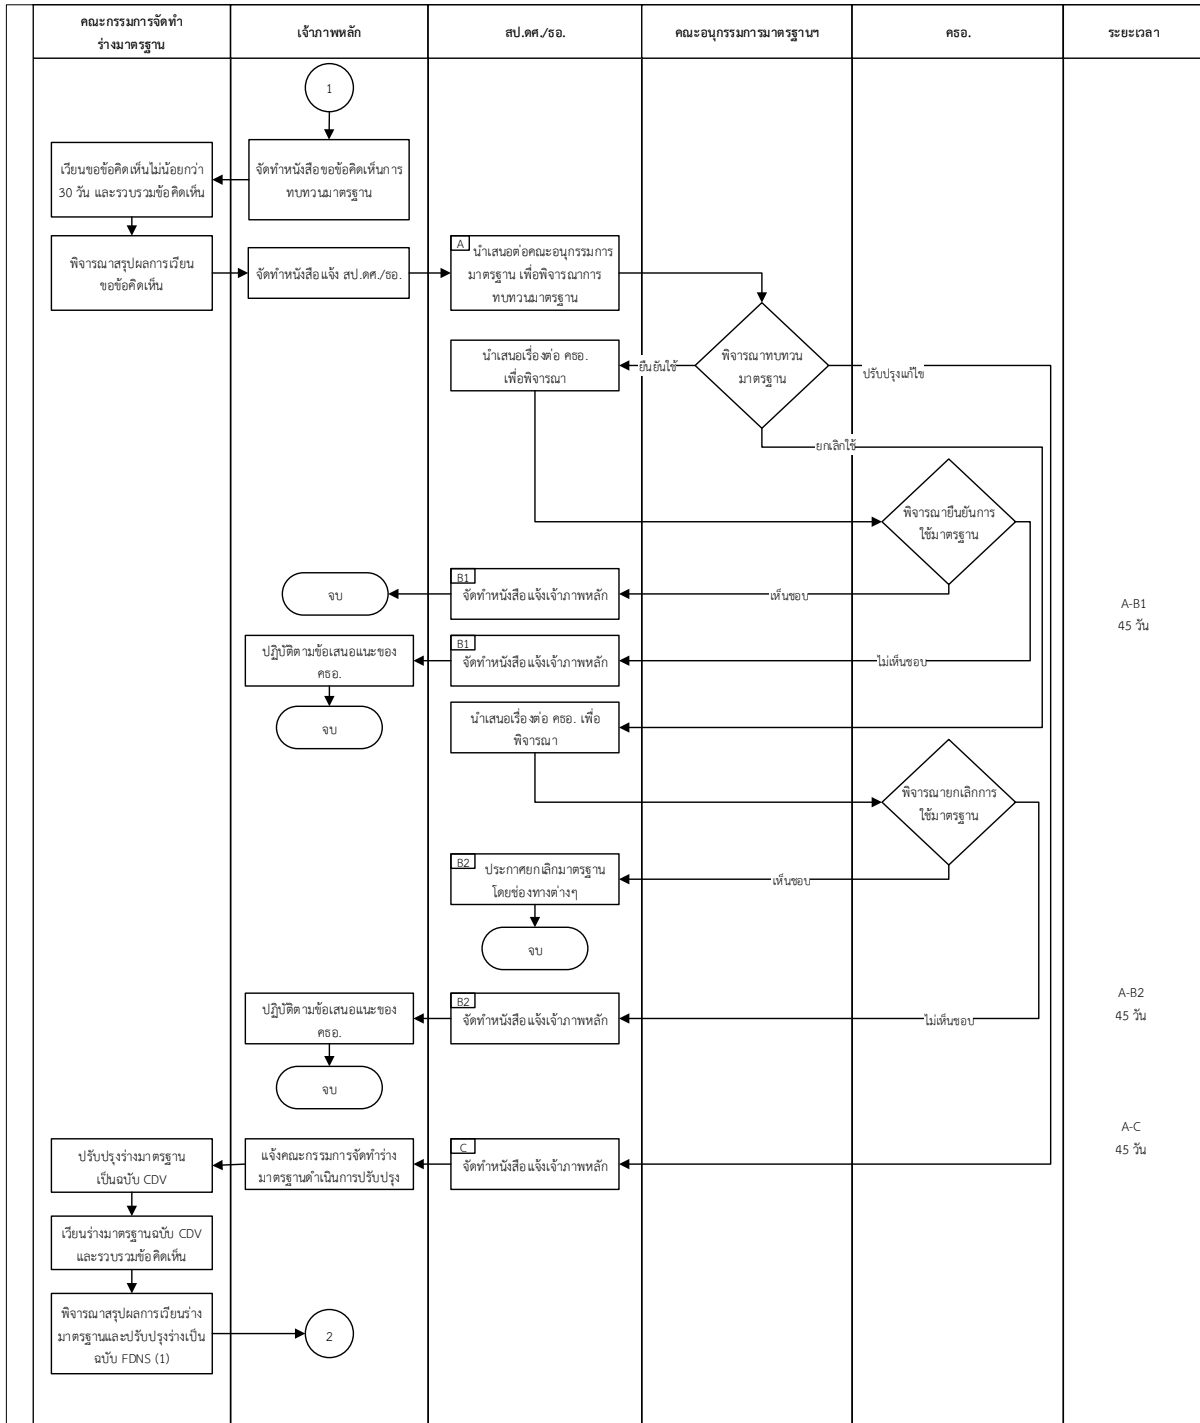 คณะกรรมการจัดทำ
ร่างมาตรฐาน
เจ้าภาพหลัก
สป.ดศ./ธอ.
คณะอนุกรรมการมาตรฐานฯ
คธอ.
ระยะเวลา
1
เวียนขอข้อคิดเห็นไม่น้อยกว่า
30 วัน และรวบรวมข้อคิดเห็น
จัดทำหนังสือขอข้อคิดเห็นการ
ทบทวนมาตรฐาน
พิจารณาสรุปผลการเวียน
ขอข้อคิดเห็น
จัดทำหนังสือแจ้ง สป.ดศ./ธอ.
A
นำเสนอต่อคณะอนุกรรมการ
มาตรฐาน เพื่อพิจารณาการ
ทบทวนมาตรฐาน
นำเสนอเรื่องต่อ คธอ.
เพื่อพิจารณา
ยืนยันใช้
พิจารณาทบทวน
มาตรฐาน
ปรับปรุงแก้ไข
ยกเลิกใช้
พิจารณายืนยันการ
ใช้มาตรฐาน
จบ
B1
จัดทำหนังสือแจ้งเจ้าภาพหลัก
เห็นชอบ
A-B1
45 วัน
ปฏิบัติตามข้อเสนอแนะของ
คธอ.
B1
จัดทำหนังสือแจ้งเจ้าภาพหลัก
ไม่เห็นชอบ
จบ
นำเสนอเรื่องต่อ คธอ. เพื่อ
พิจารณา
พิจารณายกเลิกการ
ใช้มาตรฐาน
B2
ประกาศยกเลิกมาตรฐาน
โดยช่องทางต่างๆ
เห็นชอบ
จบ
ปฏิบัติตามข้อเสนอแนะของ
คธอ.
B2
จัดทำหนังสือแจ้งเจ้าภาพหลัก
ไม่เห็นชอบ
A-B2
45 วัน
จบ
ปรับปรุงร่างมาตรฐาน
เป็นฉบับ CDV
แจ้งคณะกรรมการจัดทำร่าง
มาตรฐานดำเนินการปรับปรุง
C
จัดทำหนังสือแจ้งเจ้าภาพหลัก
A-C
45 วัน
เวียนร่างมาตรฐานฉบับ CDV
และรวบรวมข้อคิดเห็น
พิจารณาสรุปผลการเวียนร่าง
มาตรฐานและปรับปรุงร่างเป็น
ฉบับ FDNS (1)
2